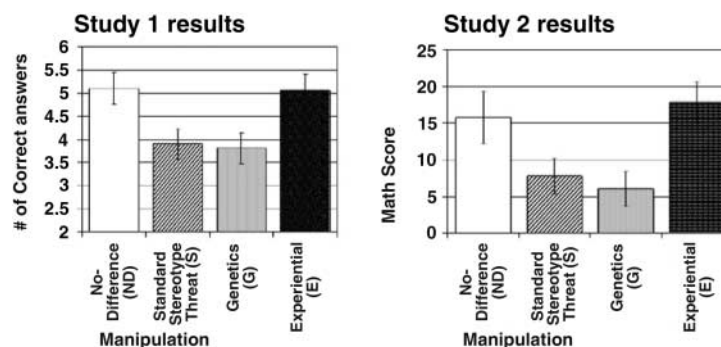 Study 1 results
# of Correct answers
6
5.5
5
4.5
4
3.5
3
2.5
2
No-
Difference
(ND)
Standard
Stereotype
Threat (S)
Genetics
(G)
Experiential
(E)
Manipulation
Study 2 results
Math Score
25
20
15
10
5
0
No-
Difference
(ND)
Standard
Stereotype
Threat (S)
Genetics
(G)
Experiential
(E)
Manipulation